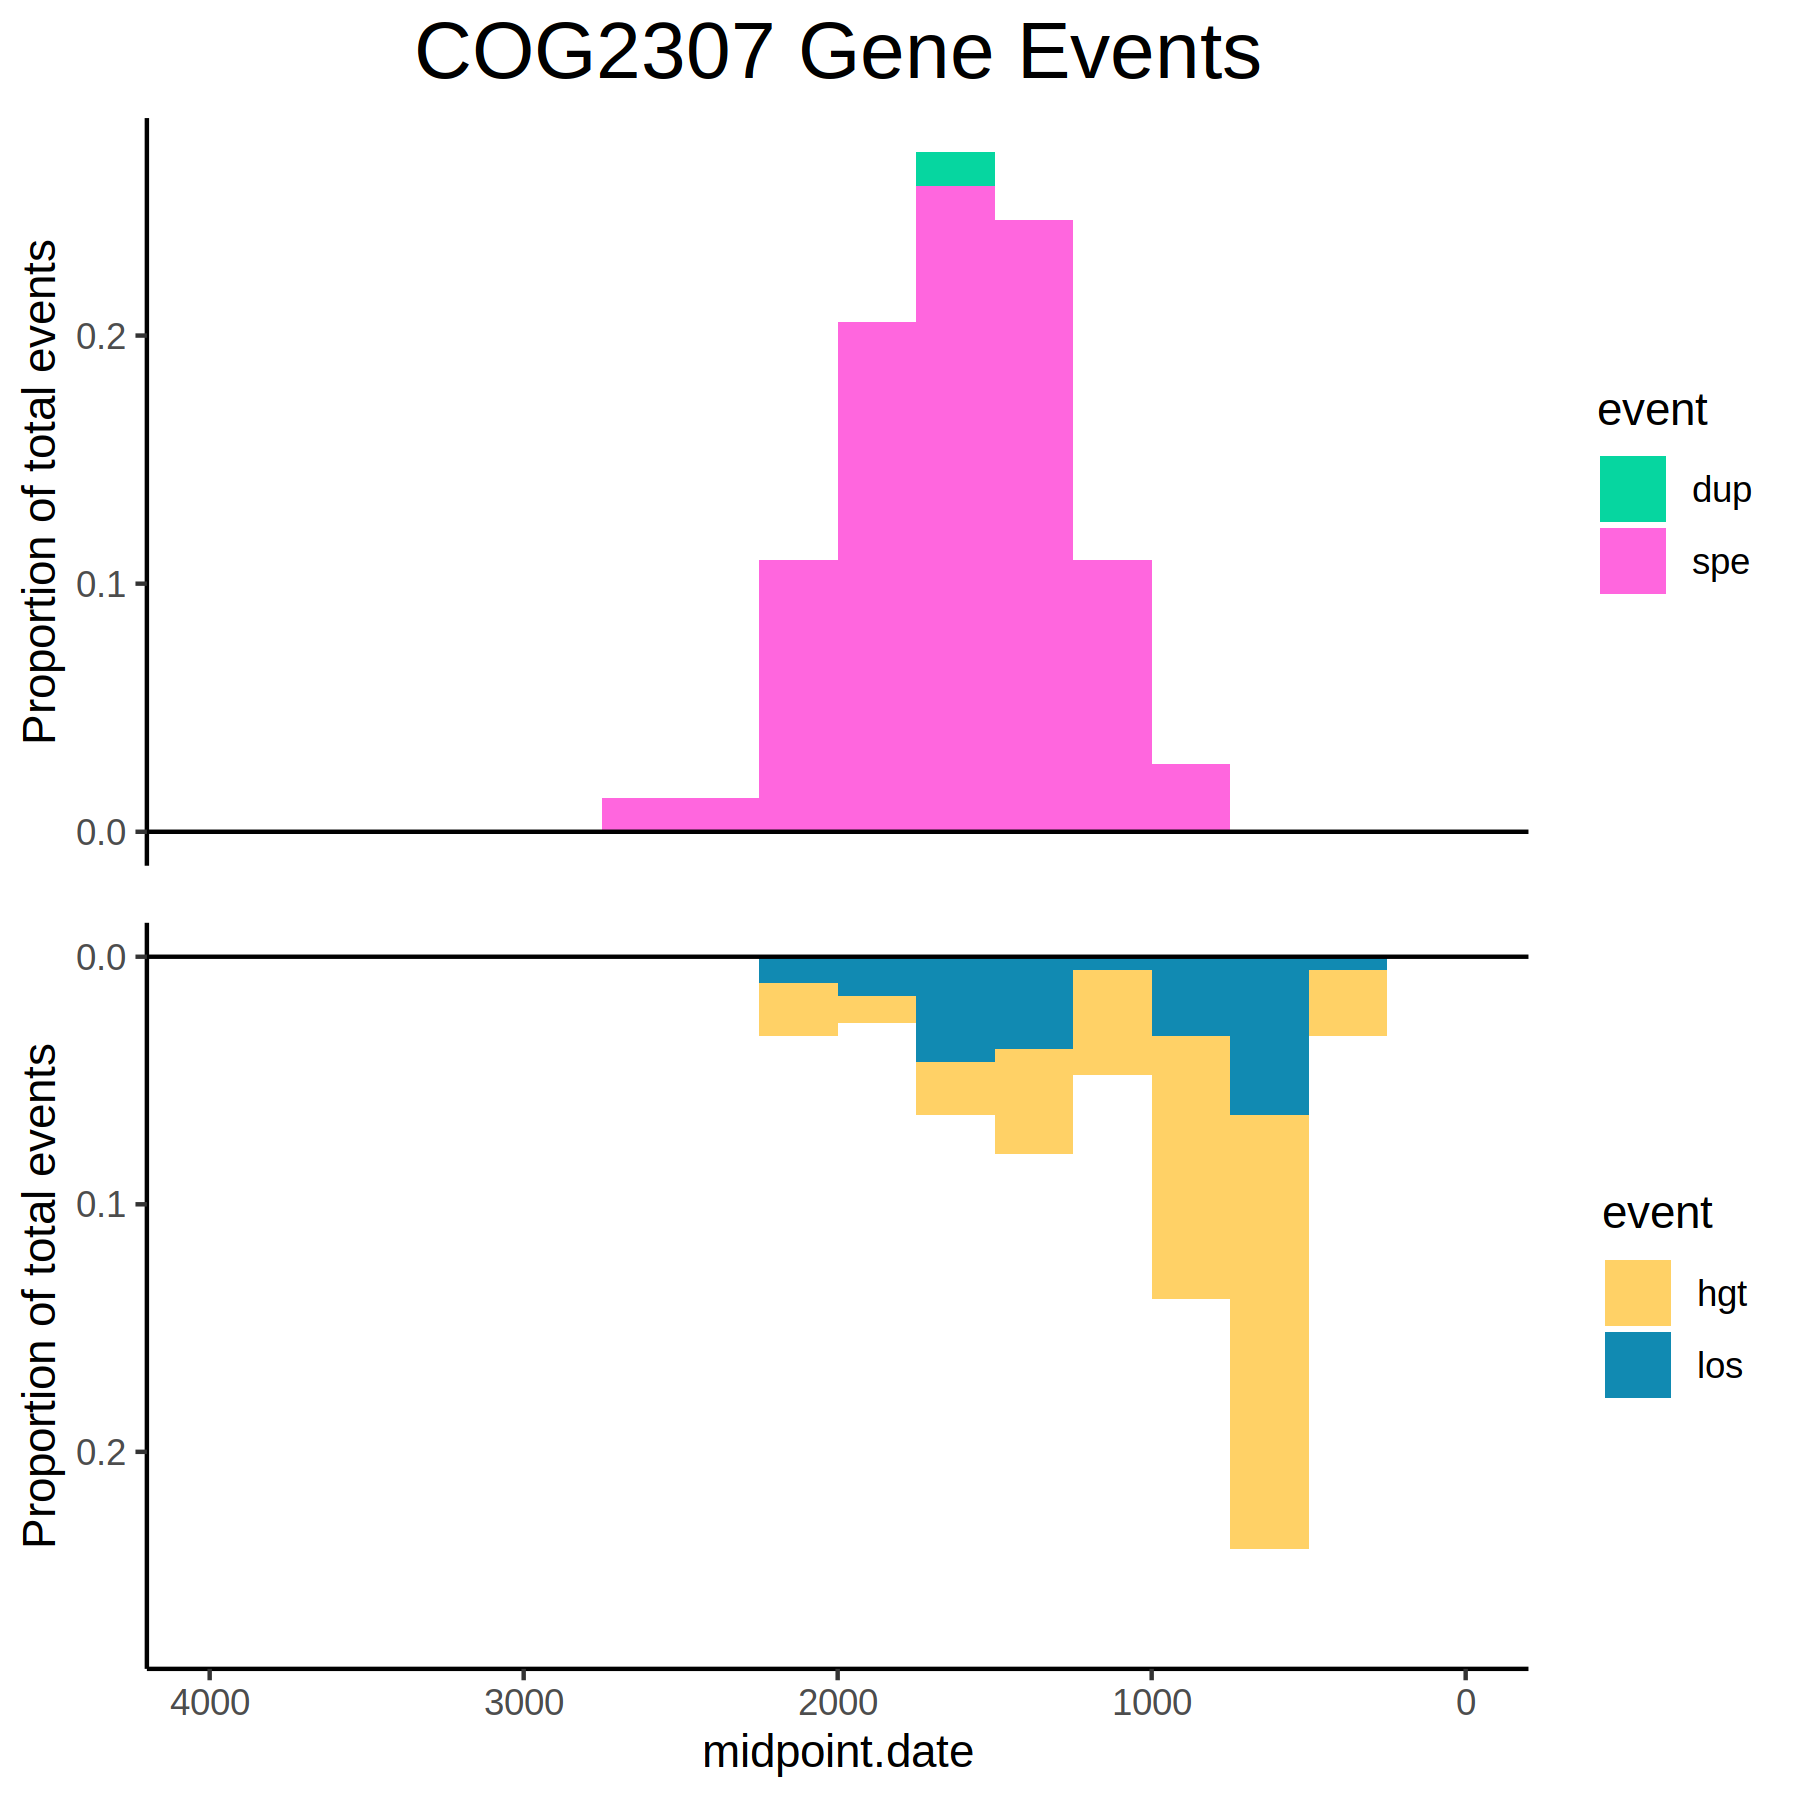 COG2307 Gene Events
Proportion of total events
0.2
0.1
0.0
event
dup
spe
Proportion of total events
0.0
0.1
0.2
event
hgt
los
4000 3000 2000 1000 0
midpoint.date